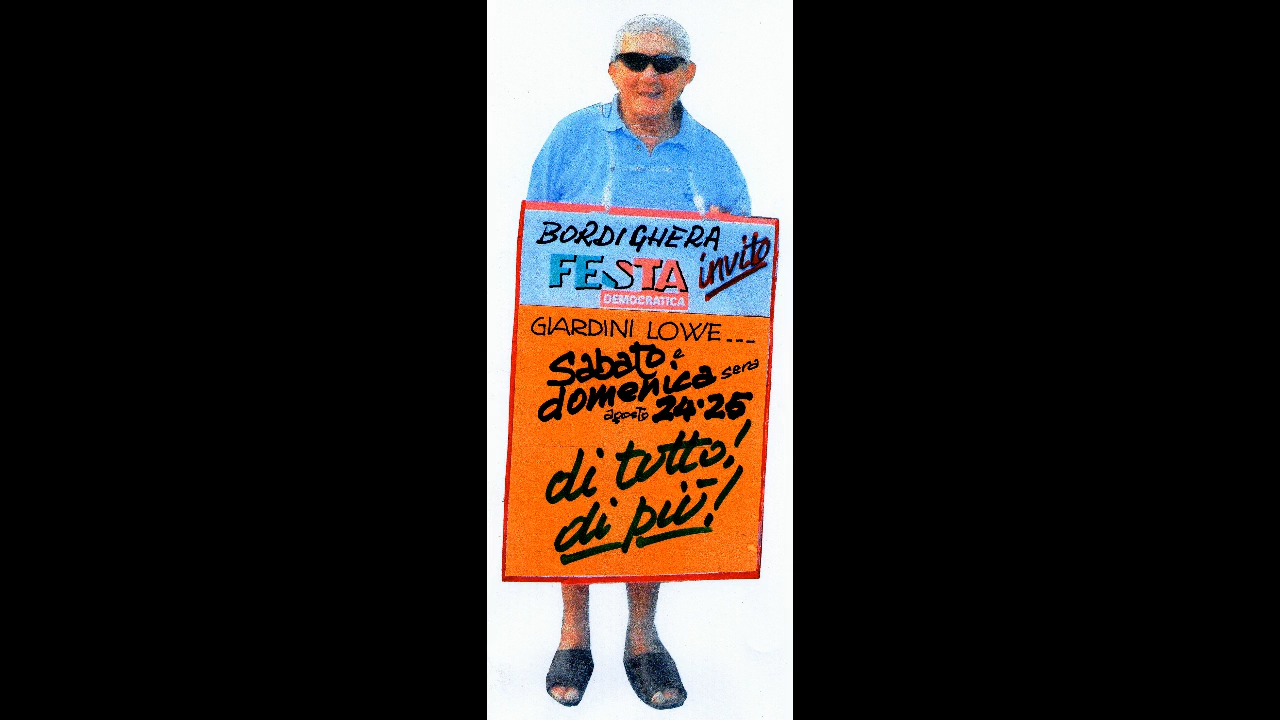 BORDIGHERA
invito
FESTA
DEMOCRATICA
GIARDINI LOWE---
Sabato e
domenica sera
agosto 24·25
di tutto!
di più!